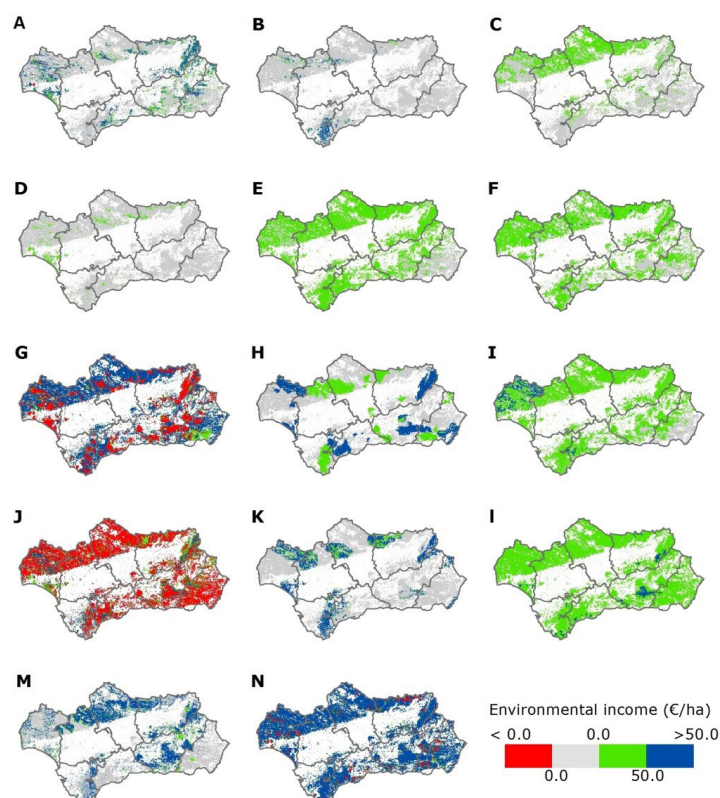 A B C
D E F
G H I
J K l
M N
Environmental income (€/ha)
< 0.0 0.0 >50.0
0.0 50.0